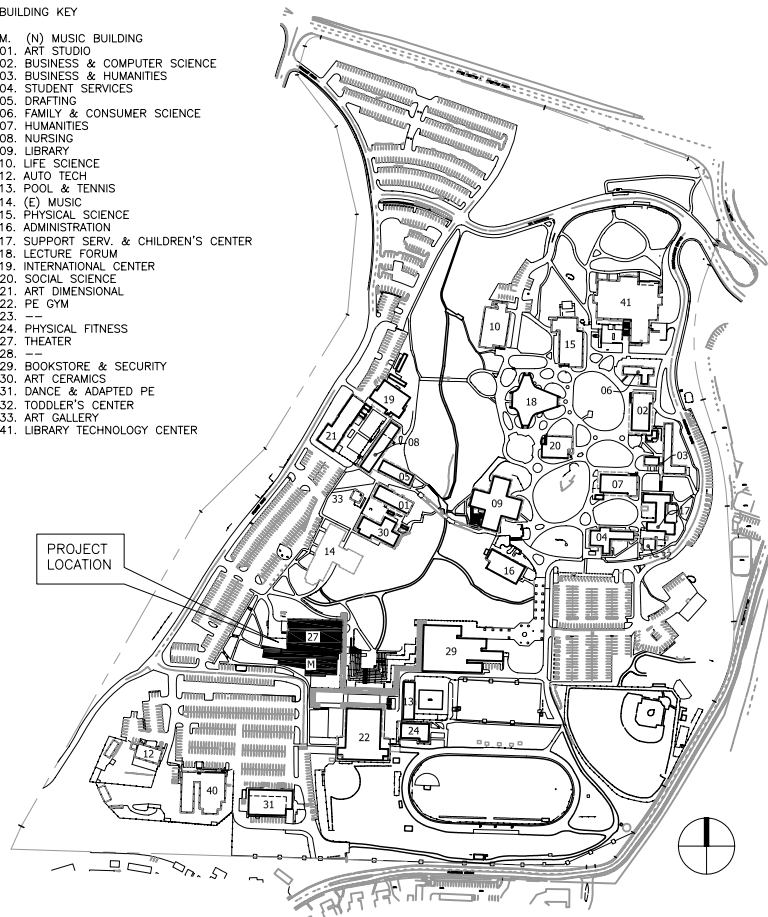 BUILDING KEY
M. (N) MUSIC BUILDING
01. ART STUDIO
02. BUSINESS & COMPUTER SCIENCE
03. BUSINESS & HUMANITIES
04. STUDENT SERVICES
05. DRAFTING
06. FAMILY & CONSUMER SCIENCE
07. HUMANITIES
08. NURSING
09. LIBRARY
10. LIFE SCIENCE
12. AUTO TECH
13. POOL & TENNIS
14. (E) MUSIC
15. PHYSICAL SCIENCE
16. ADMINISTRATION
17. SUPPORT SERV. & CHILDREN'S CENTER
18. LECTURE FORUM
19. INTERNATIONAL CENTER
20. SOCIAL SCIENCE
21. ART DIMENSIONAL
22. PE GYM
23. --
24. PHYSICAL FITNESS
27. THEATER
28. --
29. BOOKSTORE & SECURITY
30. ART CERAMICS
31. DANCE & ADAPTED PE
32. TODDLER'S CENTER
33. ART GALLERY
41. LIBRARY TECHNOLOGY CENTER
41
10
15
06
19
18
02
21
08
20
03
07
33
01
09
30
04
32
14
16
PROJECT
LOCATION
27
29
M
13
22
24
12
40
31